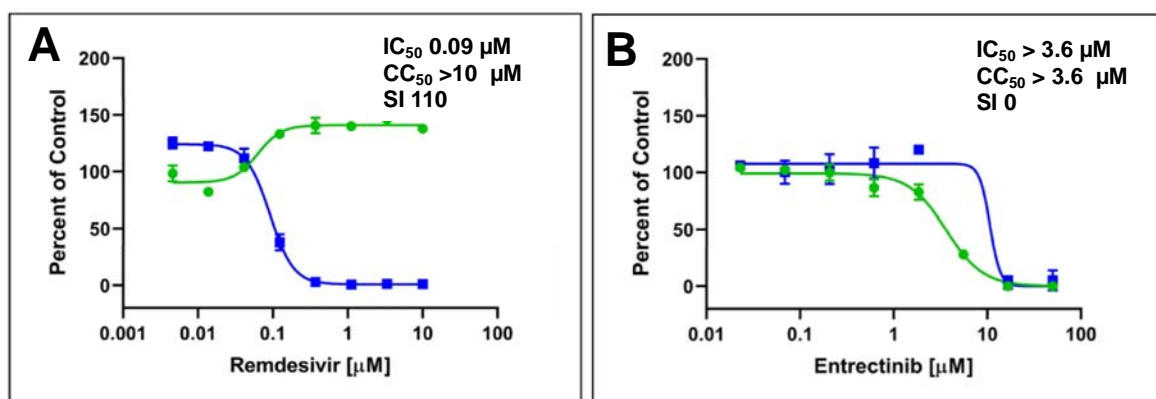 A
IC₅₀ 0.09 µM
CC₅₀ >10 µM
SI 110
200
150
100
50
0
Percent of Control
0.001 0.01 0.1 1 10 100
Remdesivir [μM]
B
IC₅₀ > 3.6 µM
CC₅₀ > 3.6 µM
SI 0
200
150
100
50
0
Percent of Control
0.01 0.1 1 10 100
Entrectinib [μM]